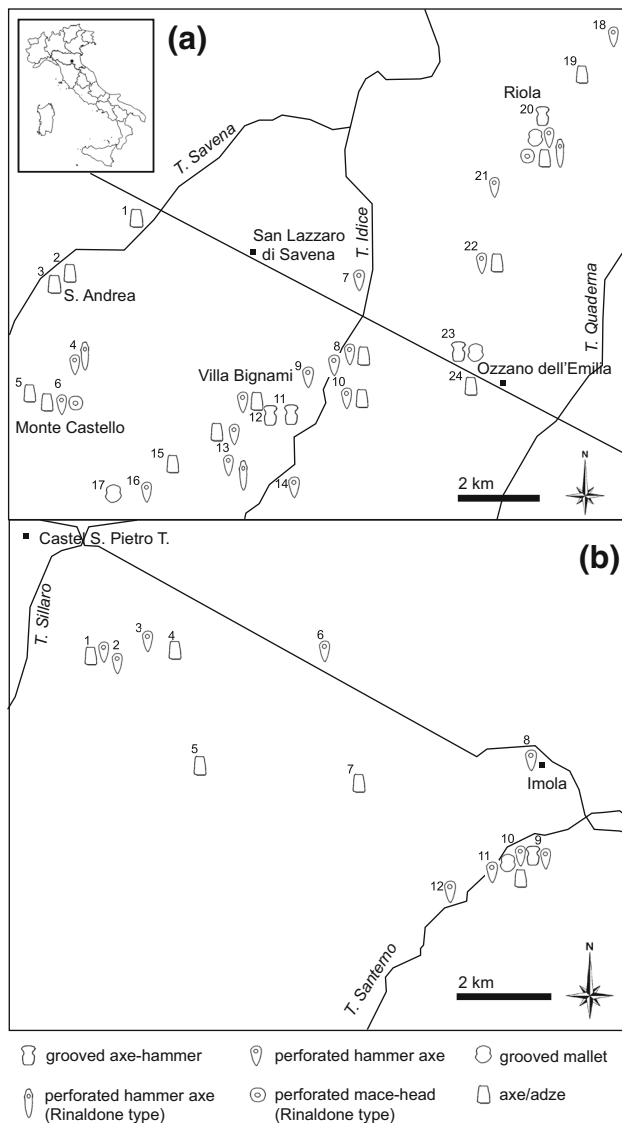 (a)
18
19
Riola
20
T. Savena
21
1
San Lazzaro
di Savena
T. Idice
22
2
3
S. Andrea
7
T. Quaderna
4
8
23
9
Ozzano dell'Emilia
24
5
6
Villa Bignami
10
12
11
Monte Castello
13
15
14
17
16
2 km
N
Castel S. Pietro T.
(b)
T. Sillaro
1
2
3
4
6
5
7
8
Imola
10
9
11
12
T. Santerno
N
2 km
grooved axe-hammer
perforated hammer axe
grooved mallet
perforated hammer axe
(Rinaldone type)
perforated mace-head
(Rinaldone type)
axe/adze